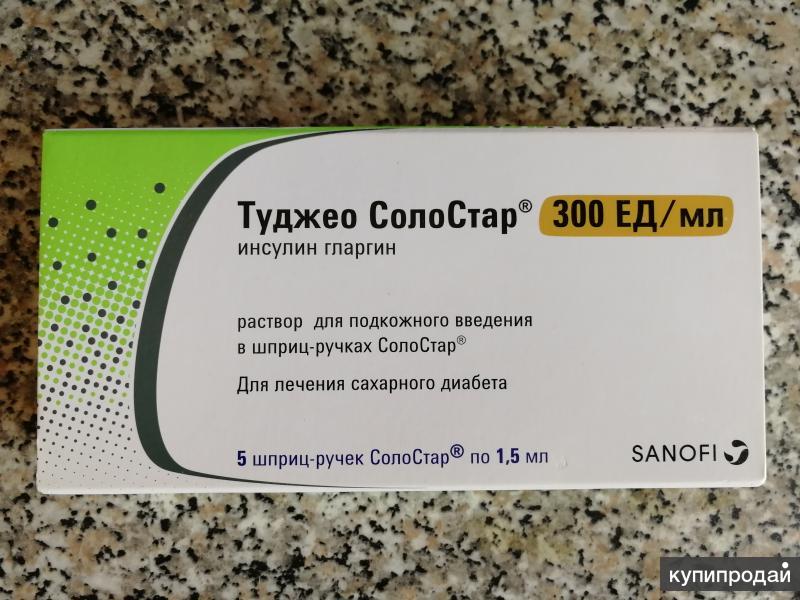 Туджео СолоСтар® 300 ЕД/мл
инсулин гларгин
раствор для подкожного введения
в шприц-ручках СолоСтар®
Для лечения сахарного диабета
5 шприц-ручек СолоСтар® по 1,5 мл
SANOFI
купипродай